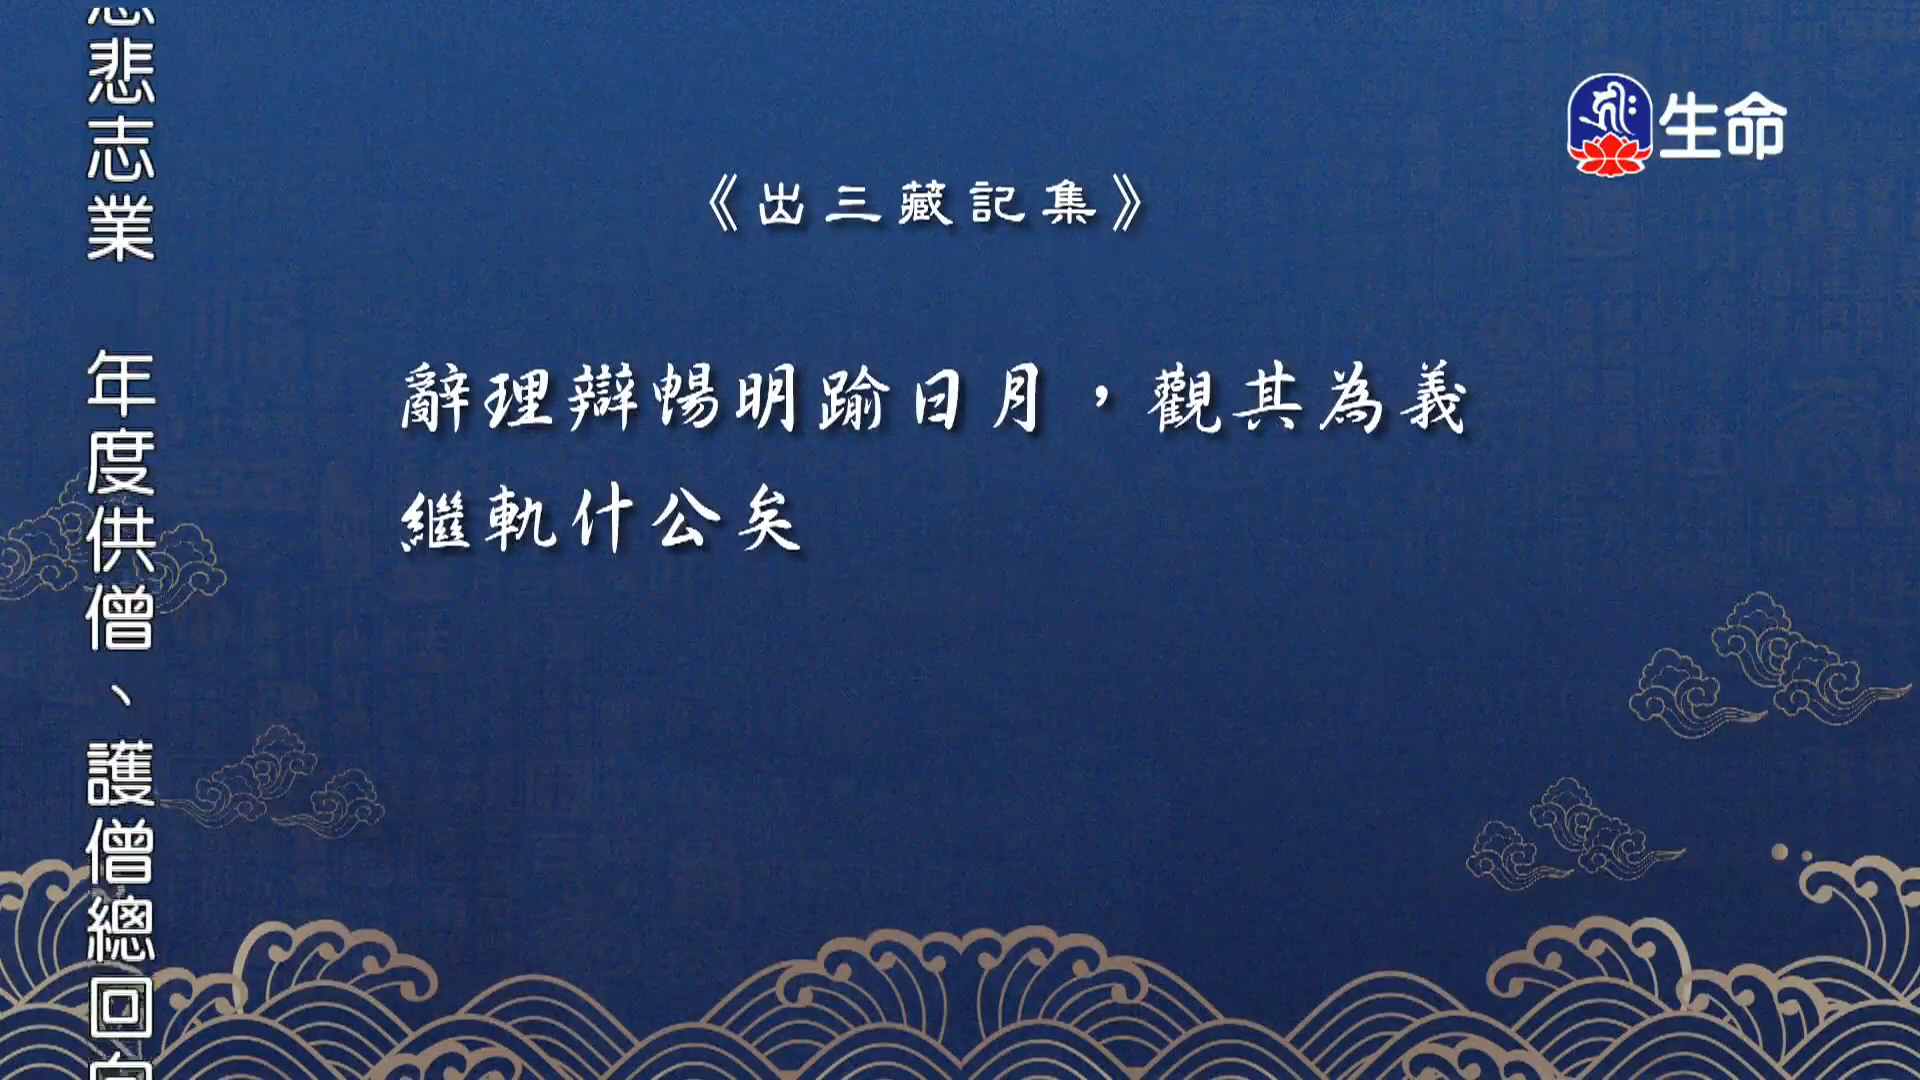 《出三藏記集》
辭理辯暢明踰日月，觀其為義
繼軌什公矣
生命
悲志業　年度供僧、護僧總回